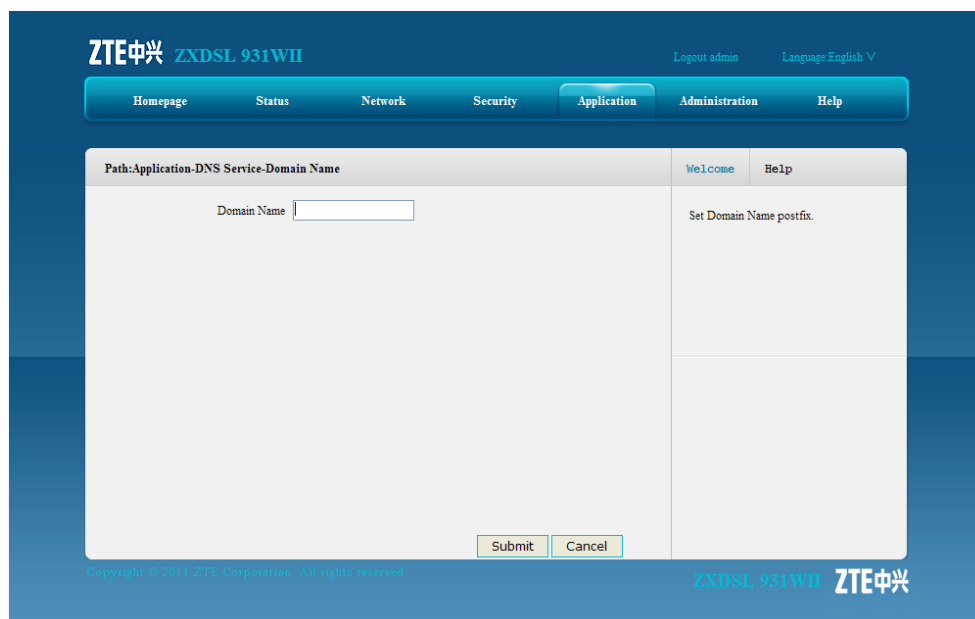 ZTE中兴 ZXDSL 931WII
Logout admin Language:English V
Homepage Status Network Security Application Administration Help
Path:Application-DNS Service-Domain Name
Welcome Help
Domain Name
Set Domain Name postfix.
Submit Cancel
Copyright © 2011 ZTE Corporation. All rights reserved.
ZXDSL 931WII ZTE中兴